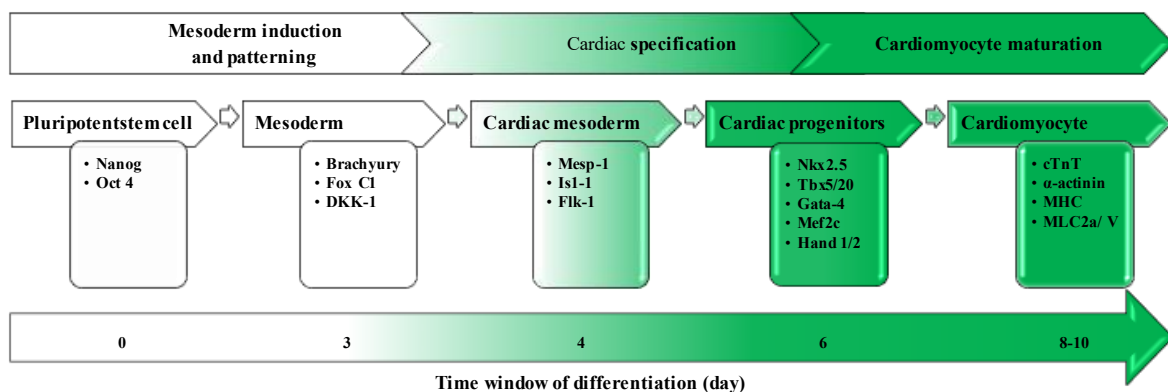 Mesoderm induction
and patterning
Cardiac specification
Cardiomyocyte maturation
Pluripotentstem cell
Mesoderm
Cardiac mesoderm
Cardiac progenitors
Cardiomyocyte
• Nanog
• Oct 4
• Brachyury
• Fox C1
• DKK-1
• Mesp-1
• Is1-1
• Flk-1
• Nkx2.5
• Tbx5/20
• Gata-4
• Mef2c
• Hand 1/2
• cTnT
• α-actinin
• MHC
• MLC2a/ V
0 3 4 6 8-10
Time window of differentiation (day)